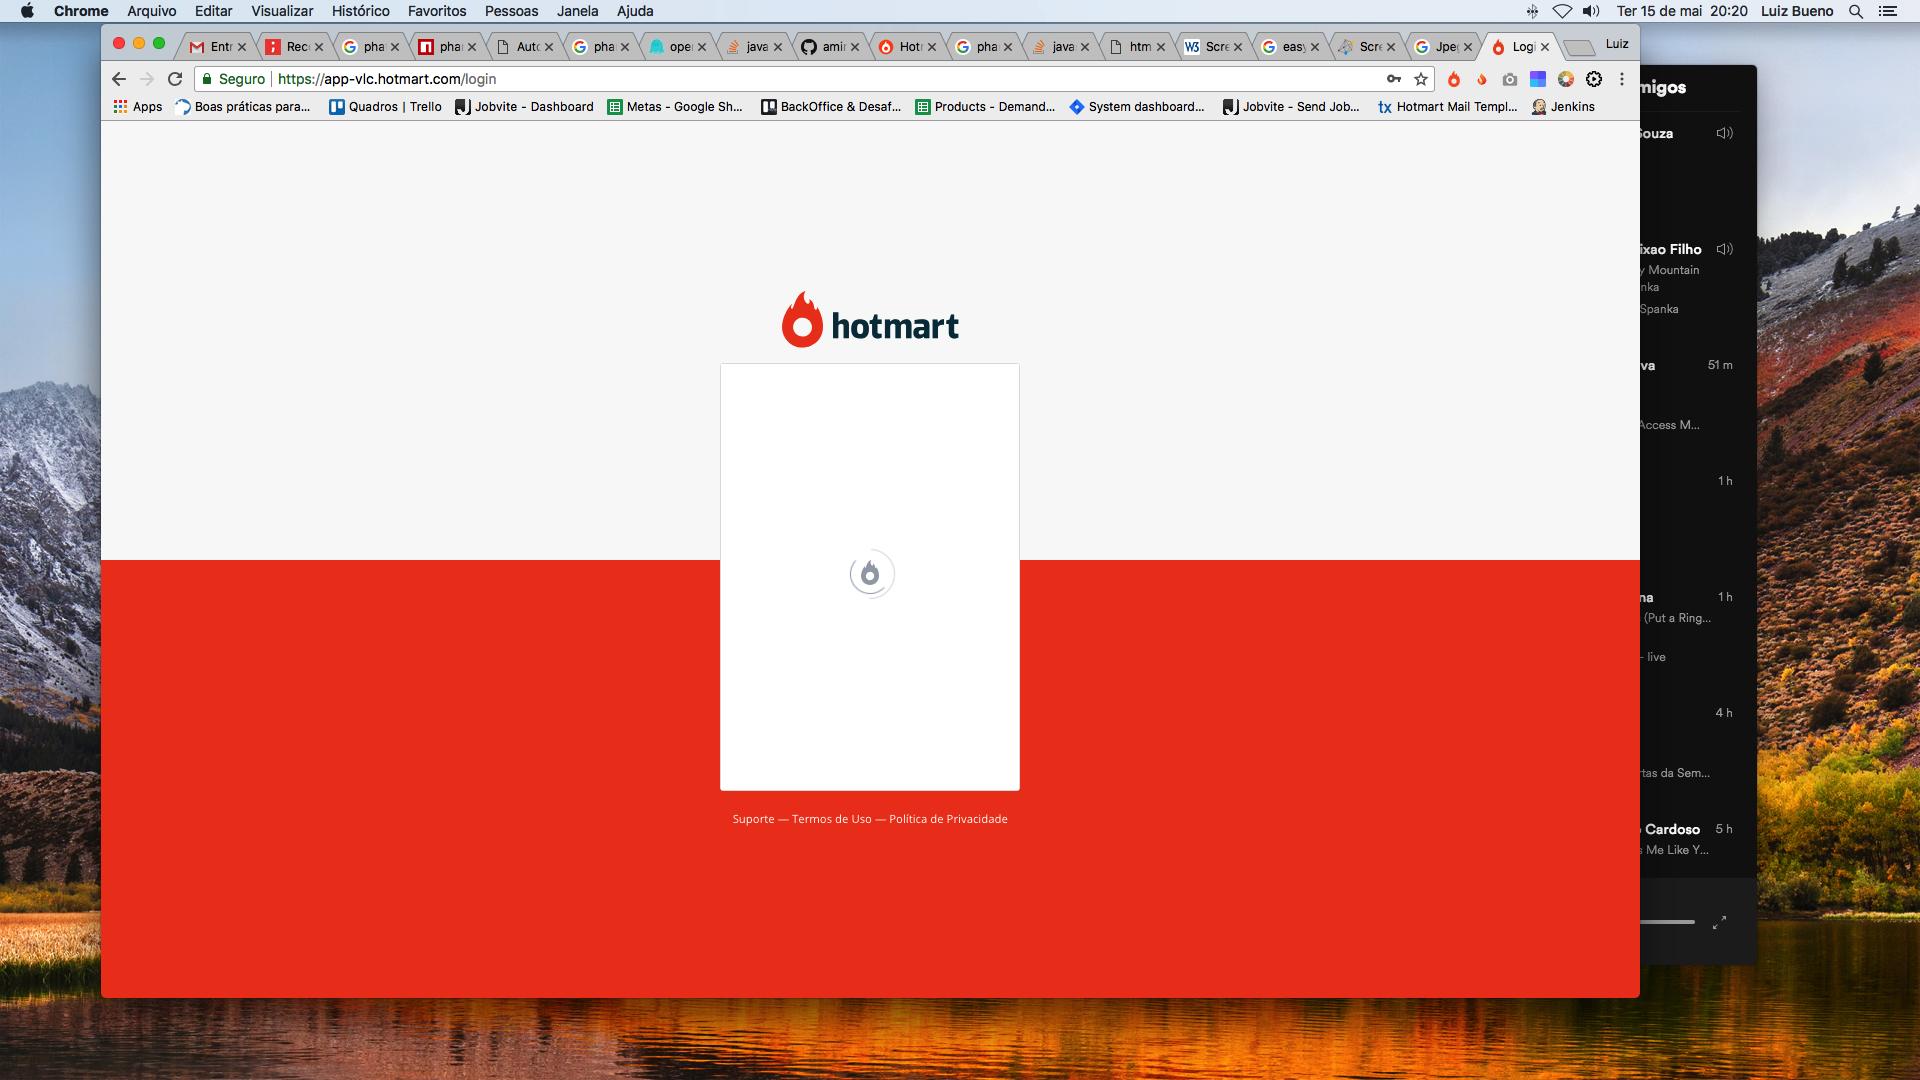 Chrome Arquivo Editar Visualizar Histórico Favoritos Pessoas Janela Ajuda
Ter 15 de mai 20:20 Luiz Bueno
Entr Rec pha phar Auto pha ope java amir Hotr pha java htm Scre easy Scre Jpeg Logi Luiz
Seguro https://app-vlc.hotmart.com/login
Apps Boas práticas para... Quadros | Trello Jobvite - Dashboard Metas - Google Sh... BackOffice & Desaf... Products - Demand... System dashboard... Jobvite - Send Job... Hotmart Mail Templ... Jenkins
hotmart
Suporte — Termos de Uso — Política de Privacidade
migos
Souza
ixao Filho
y Mountain
nka
Spanka
va 51 m
Access M...
1 h
na 1 h
(Put a Ring...
- live
4 h
rtas da Sem...
Cardoso 5 h
s Me Like Y...